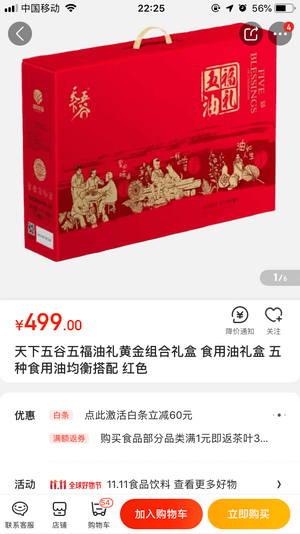 中国移动
22:25
56%
4
五福
油礼
FIVE
BLESSINGS
1/6
¥499.00
降价通知
关注
天下五谷五福油礼黄金组合礼盒 食用油礼盒 五
种食用油均衡搭配 红色
优惠
白条
点此激活白条立减60元
满额返券
购买食品部分品类满1元即返茶叶3...
活动
11.11 全球好物节
11.11食品饮料 查看更多好物
联系客服
店铺
54
购物车
加入购物车
立即购买